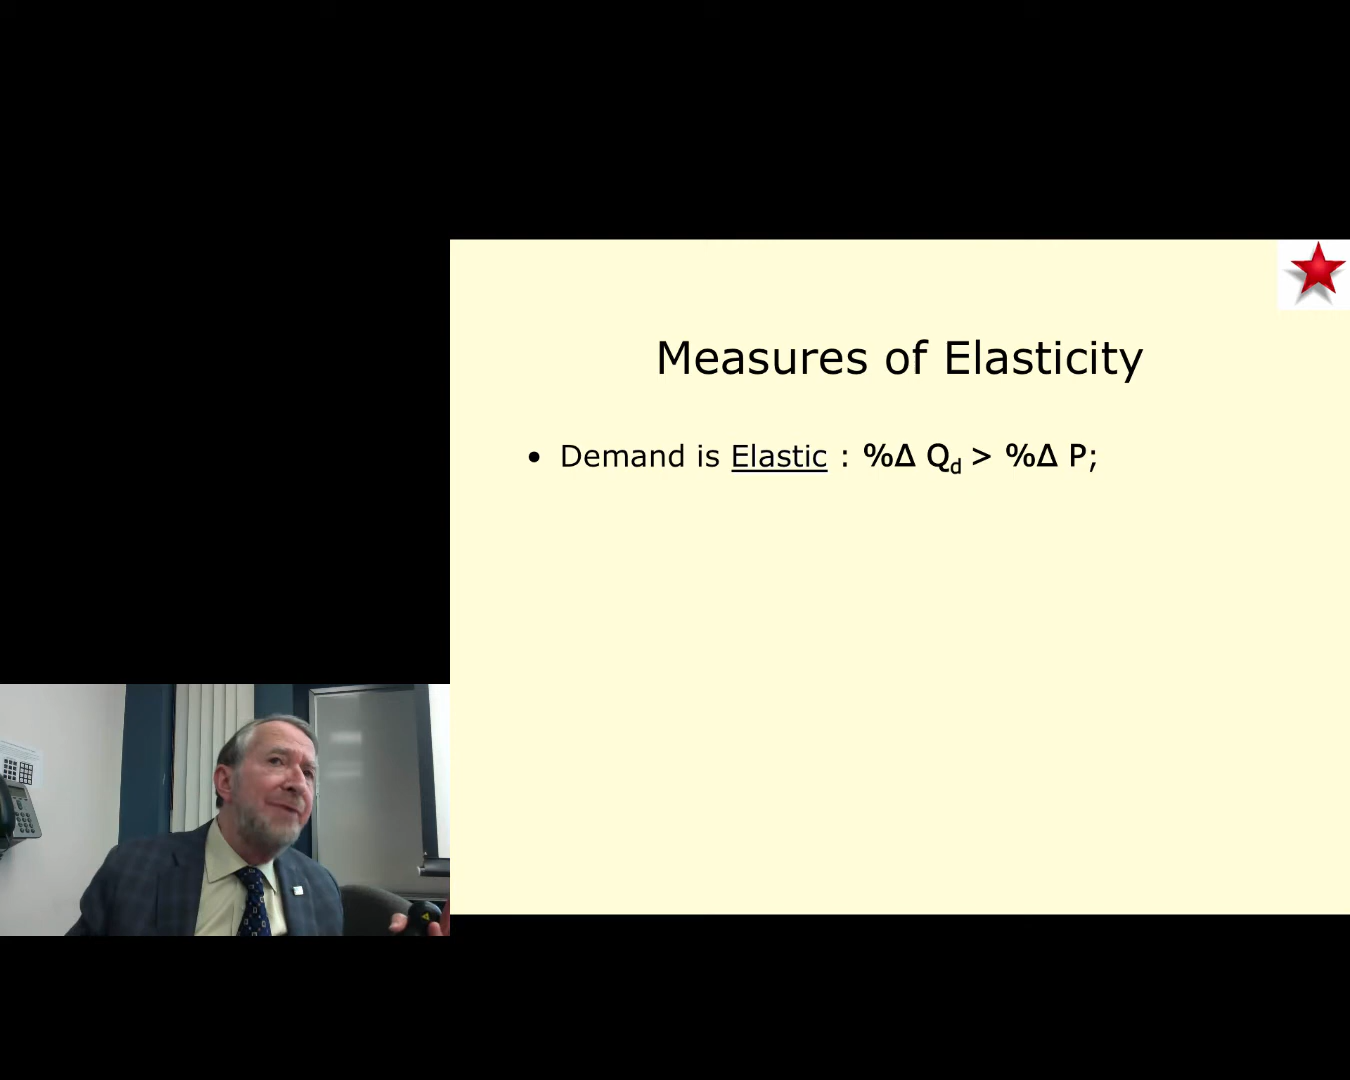 Measures of Elasticity
• Demand is Elastic : %Δ Qd > %Δ P;